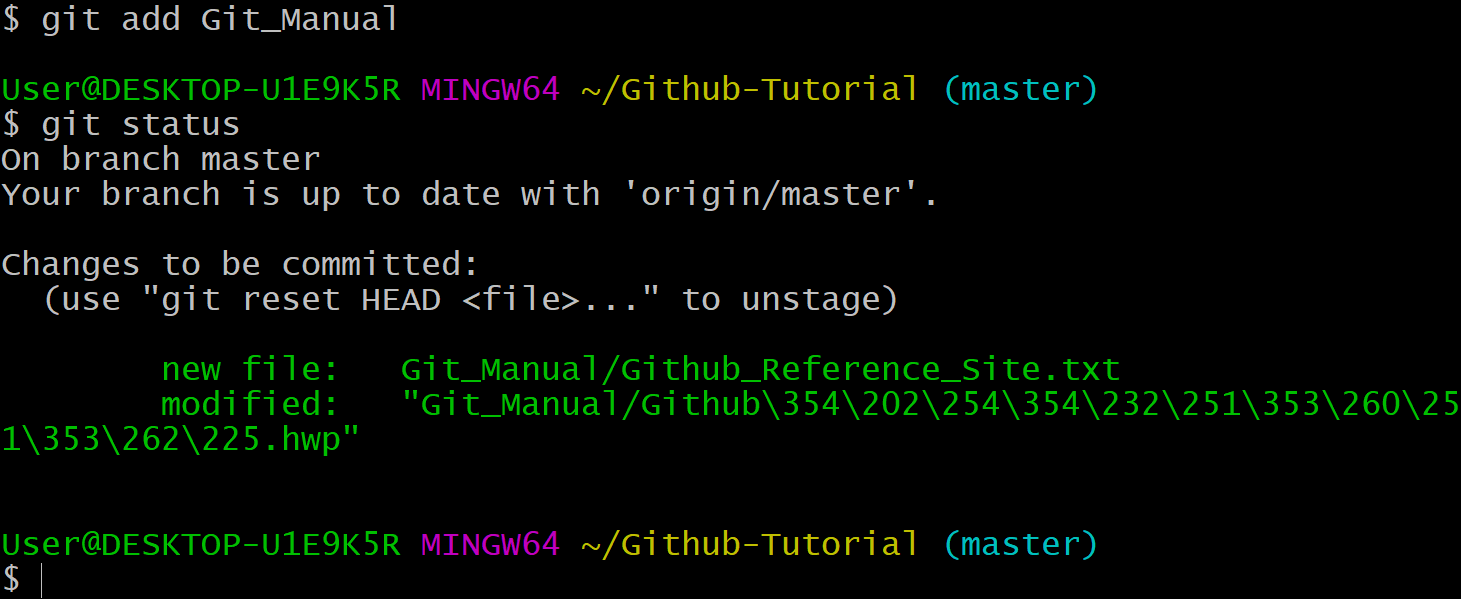 $ git add Git_Manual
User@DESKTOP-U1E9K5R MINGW64 ~/Github-Tutorial (master)
$ git status
On branch master
Your branch is up to date with 'origin/master'.
Changes to be committed:
(use "git reset HEAD <file>..." to unstage)
new file: Git_Manual/Github_Reference_Site.txt
modified: "Git_Manual/Github\354\202\254\354\232\251\353\260\25
1\353\262\225.hwp"
User@DESKTOP-U1E9K5R MINGW64 ~/Github-Tutorial (master)
$